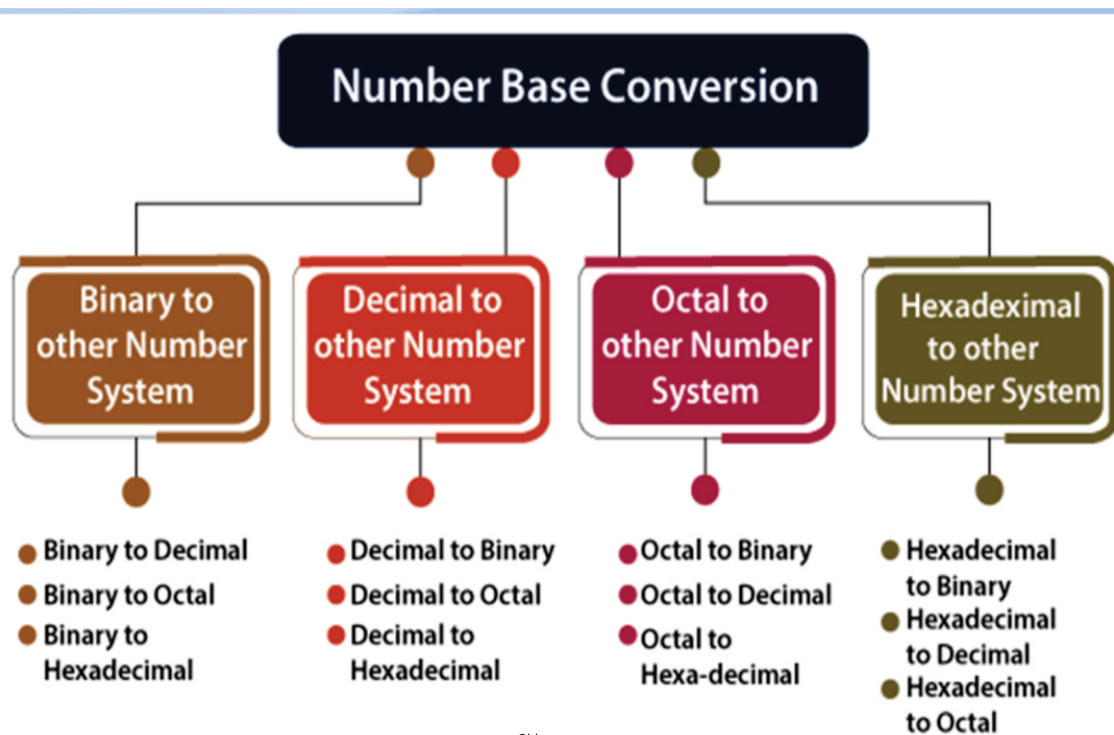 Number Base Conversion
Binary to
other Number
System
Decimal to
other Number
System
Octal to
other Number
System
Hexadeximal
to other
Number System
Binary to Decimal
Binary to Octal
Binary to
Hexadecimal
Decimal to Binary
Decimal to Octal
Decimal to
Hexadecimal
Octal to Binary
Octal to Decimal
Octal to
Hexa-decimal
Hexadecimal
to Binary
Hexadecimal
to Decimal
Hexadecimal
to Octal